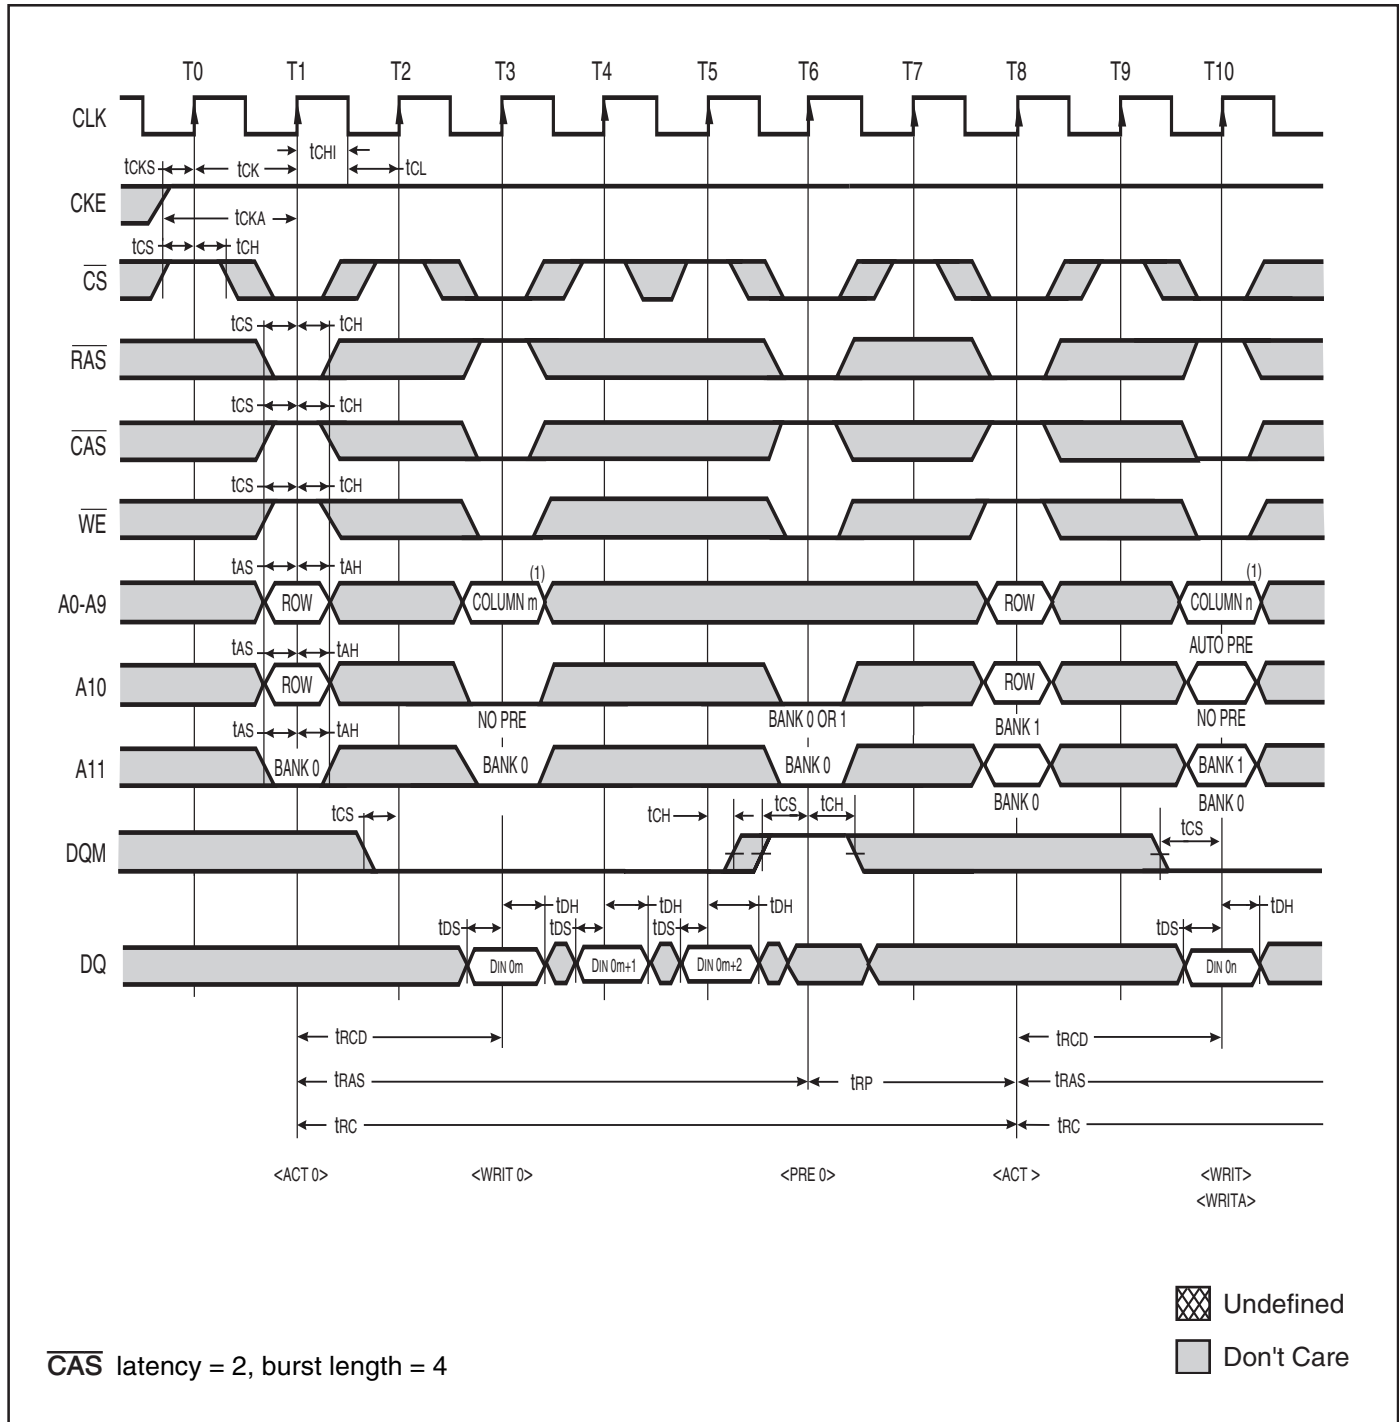 T0 T1 T2 T3 T4 T5 T6 T7 T8 T9 T10
CLK
tCHI
tCKS tCK tCL
CKE
tCKA
tCS tCH
CS
tCS tCH
RAS
tCS tCH
CAS
tCS tCH
WE
tAS tAH (1) (1)
A0-A9 ROW COLUMN m ROW COLUMN n
tAS tAH AUTO PRE
A10 ROW ROW
NO PRE BANK 0 OR 1 BANK 1 NO PRE
tAS tAH
A11 BANK 0 BANK 0 BANK 0 BANK 1
BANK 0 BANK 0
tCS tCH tCS tCH tCS
DQM
tDH tDH tDH tDH
tDS tDS tDS tDS
DQ DIN 0m DIN 0m+1 DIN 0m+2 DIN 0n
tRCD tRCD
tRAS tRP tRAS
tRC tRC
<ACT 0> <WRIT 0> <PRE 0> <ACT > <WRIT>
<WRITA>
Undefined
Don't Care
CAS latency = 2, burst length = 4